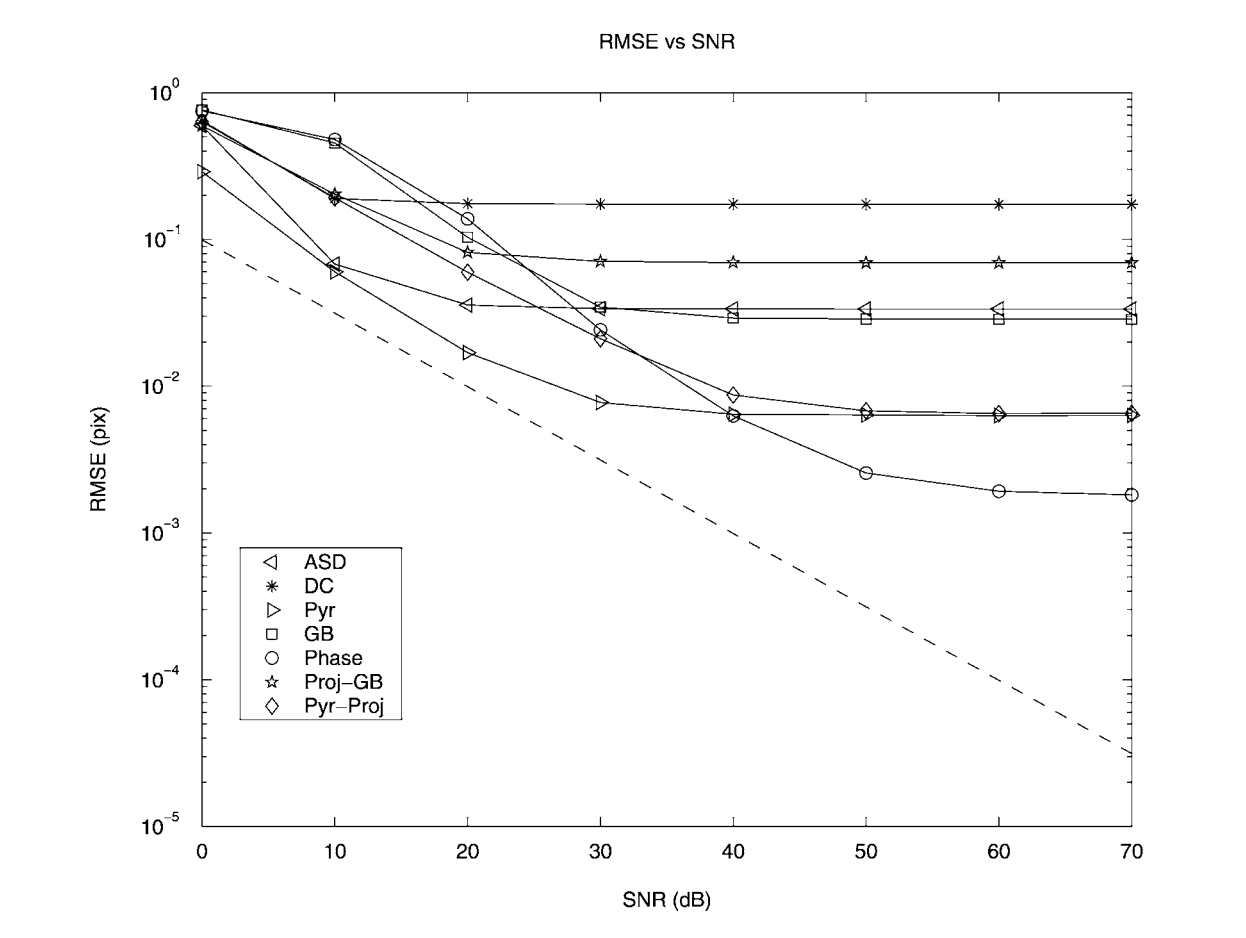 RMSE vs SNR
10^0
10^−1
10^−2
10^−3
10^−4
10^−5
RMSE (pix)
ASD
DC
Pyr
GB
Phase
Proj−GB
Pyr−Proj
0 10 20 30 40 50 60 70
SNR (dB)